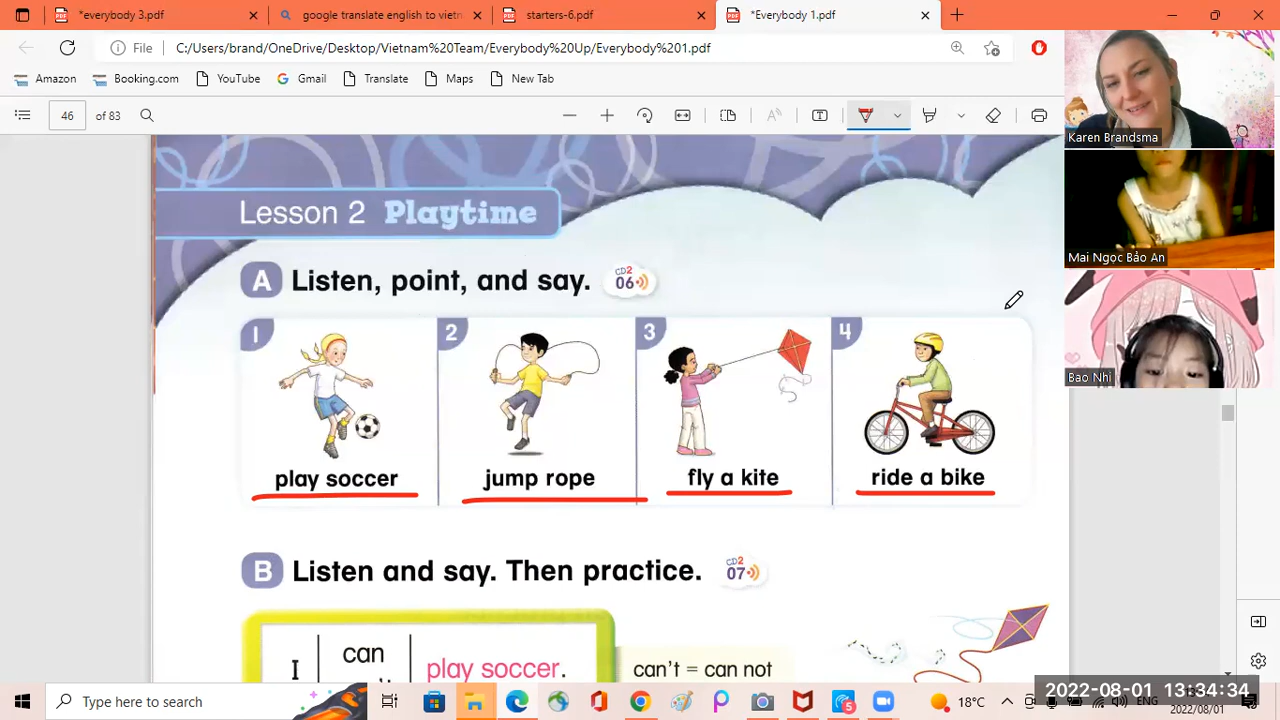 *everybody 3.pdf
google translate english to vietn
starters-6.pdf
*Everybody 1.pdf
File
C:/Users/brand/OneDrive/Desktop/Vietnam%20Team/Everybody%20Up/Everybody%201.pdf
Amazon
Booking.com
YouTube
Gmail
Translate
Maps
New Tab
46 of 83
Karen Brandsma
Mai Ngọc Bảo An
Bao Nhi
Lesson 2 Playtime
A Listen, point, and say. CD2 06
1
2
3
4
play soccer
jump rope
fly a kite
ride a bike
B Listen and say. Then practice. CD2 07
I
can
play soccer.
can't = can not
Type here to search
5
18°C
ENG
2022-08-01 13:34:34
2022/08/01